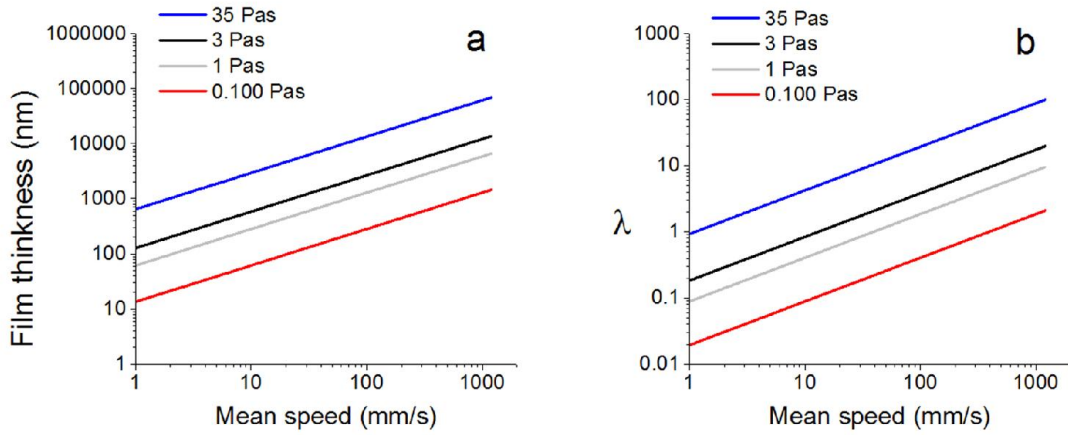 35 Pas
3 Pas
1 Pas
0.100 Pas
a
1000000
100000
10000
1000
100
10
1
Film thinkness (nm)
1 10 100 1000
Mean speed (mm/s)
35 Pas
3 Pas
1 Pas
0.100 Pas
b
100
10
1
0.1
0.01
λ
1 10 100 1000
Mean speed (mm/s)